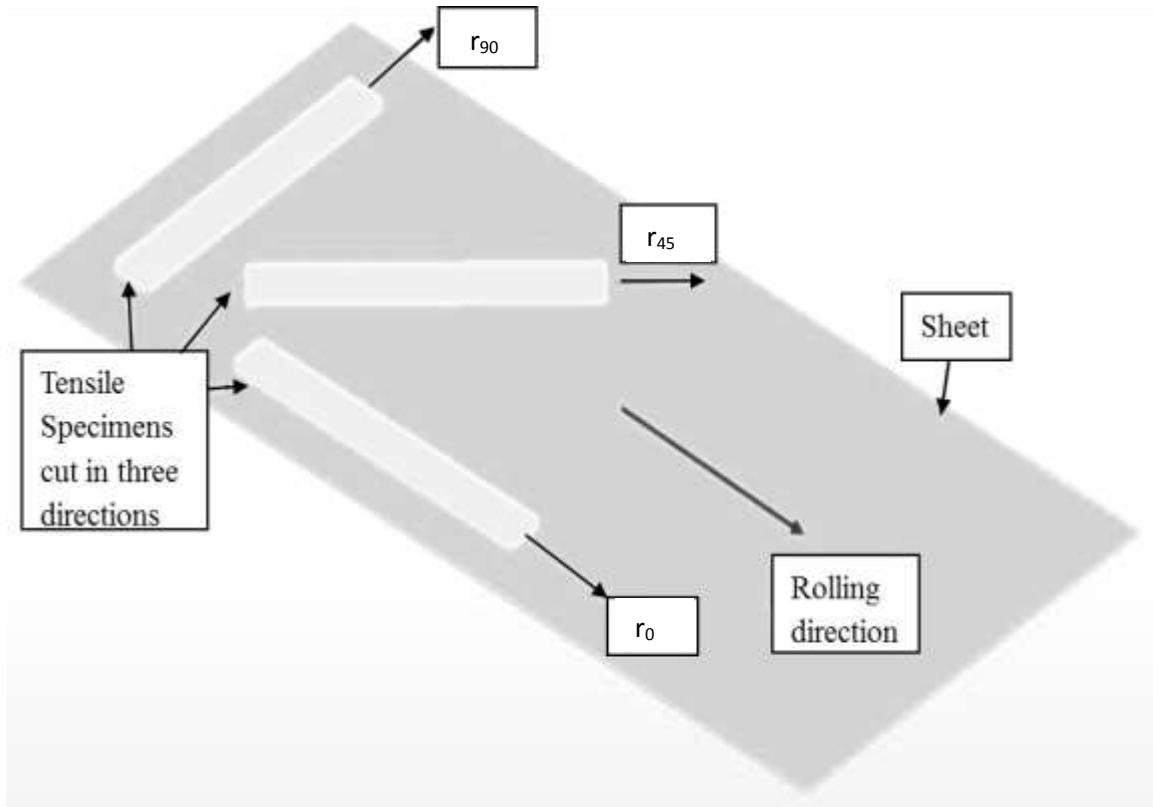 r₉₀
r₄₅
Sheet
Tensile
Specimens
cut in three
directions
Rolling
direction
r₀